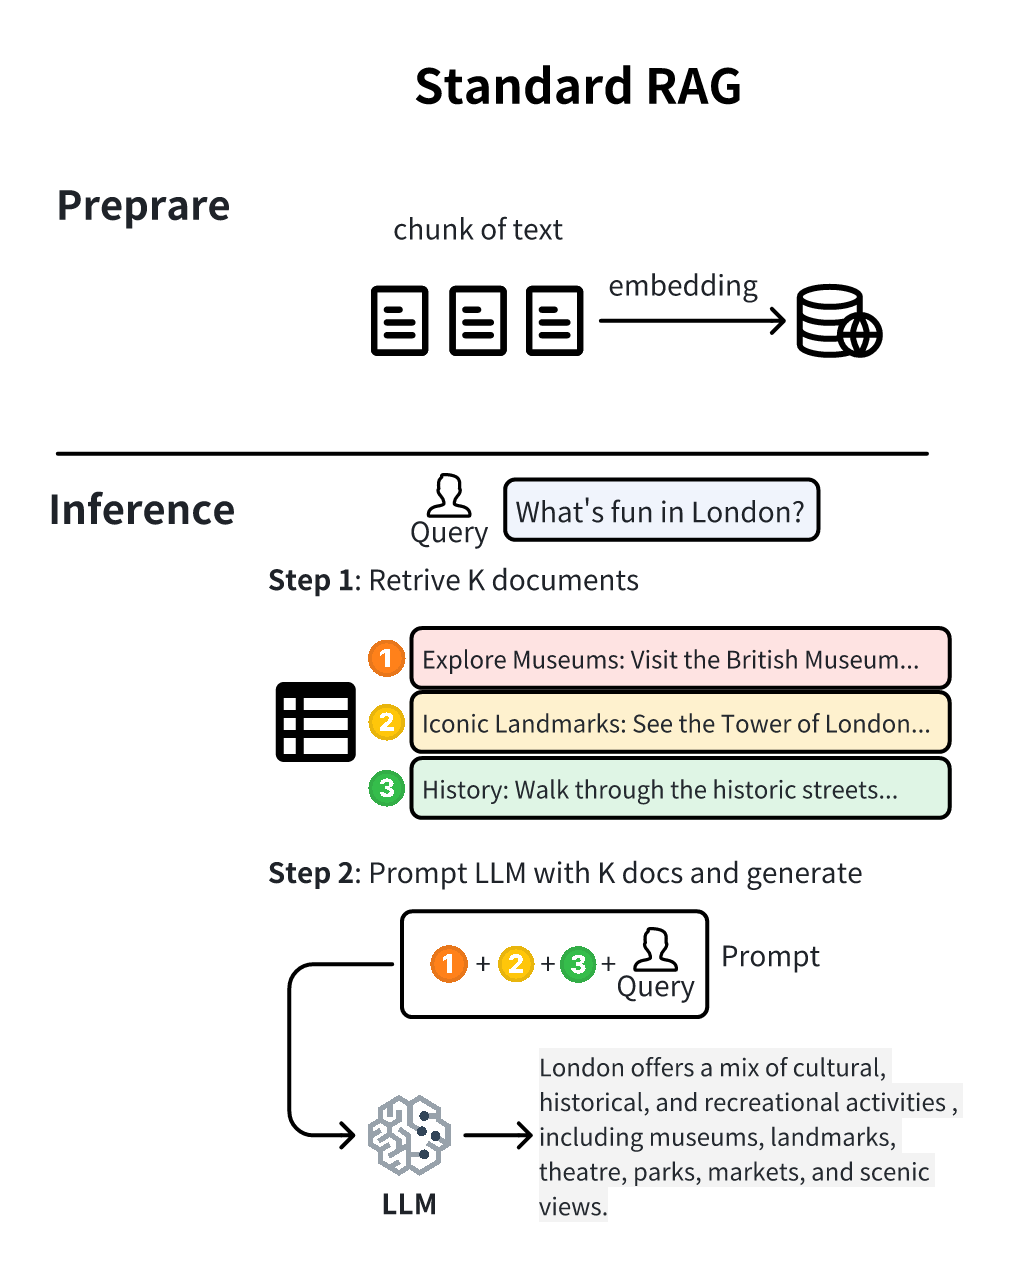 Standard RAG
Preprare
chunk of text
embedding
Inference
Query
What's fun in London?
Step 1: Retrive K documents
1 Explore Museums: Visit the British Museum...
2 Iconic Landmarks: See the Tower of London...
3 History: Walk through the historic streets...
Step 2: Prompt LLM with K docs and generate
1 + 2 + 3 +
Query
Prompt
London offers a mix of cultural,
historical, and recreational activities ,
including museums, landmarks,
theatre, parks, markets, and scenic
views.
LLM